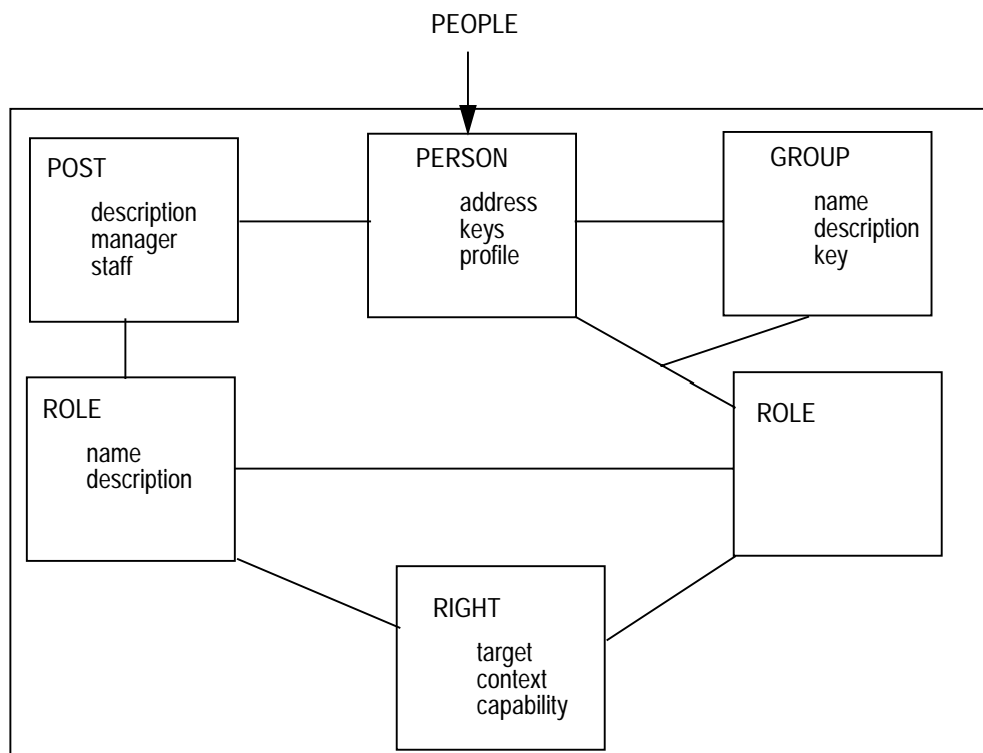 PEOPLE
POST
description
manager
staff
PERSON
address
keys
profile
GROUP
name
description
key
ROLE
name
description
ROLE
RIGHT
target
context
capability